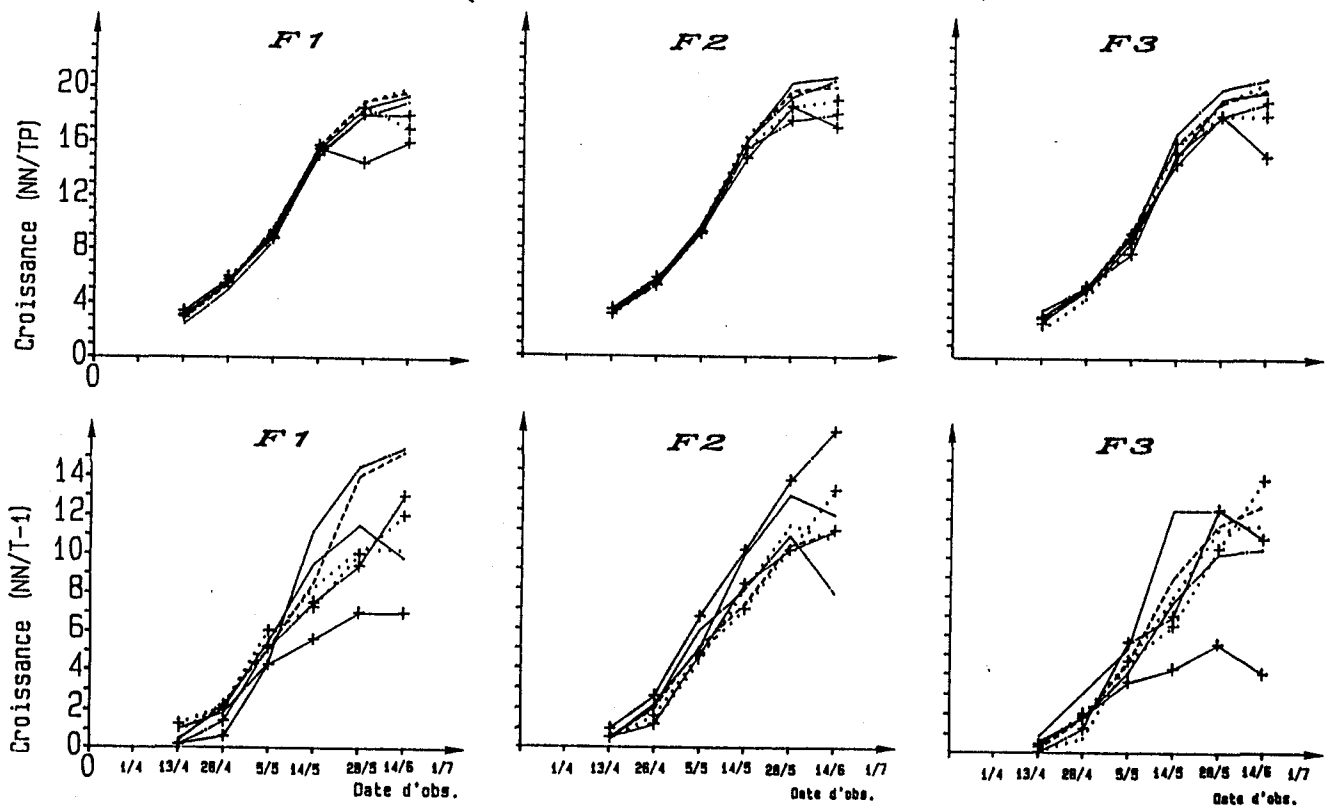 F1
F2
F3
Croissance (NN/TP)
20
16
12
8
4
0
0
F1
F2
F3
Croissance (NN/T-1)
14
12
10
8
6
4
2
0
0
1/4 13/4 28/4 5/5 14/5 28/5 14/6 1/7
Date d'obs.
1/4 13/4 28/4 5/5 14/5 28/5 14/6 1/7
Date d'obs.
1/4 13/4 28/4 5/5 14/5 28/5 14/6 1/7
Date d'obs.